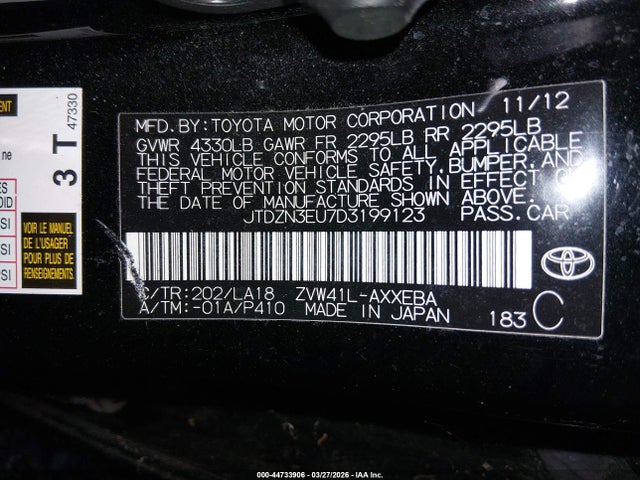 MFD. BY: TOYOTA MOTOR CORPORATION 11/12
GVWR 4330LB GAWR FR 2295LB RR 2295LB
THIS VEHICLE CONFORMS TO ALL APPLICABLE
FEDERAL MOTOR VEHICLE SAFETY, BUMPER, AND
THEFT PREVENTION STANDARDS IN EFFECT ON
THE DATE OF MANUFACTURE SHOWN ABOVE.
JTDZN3EU7D3199123 PASS. CAR
C/TR: 202/LA18 ZVW41L-AXXEBA
A/TM: -01A/P410 MADE IN JAPAN
183 C
3 T
47330
ne
VOIR LE MANUEL
DE L'USAGER
POUR PLUS DE
RENSEIGNEMENTS.
000-44733906 - 03/27/2026 - IAA Inc.